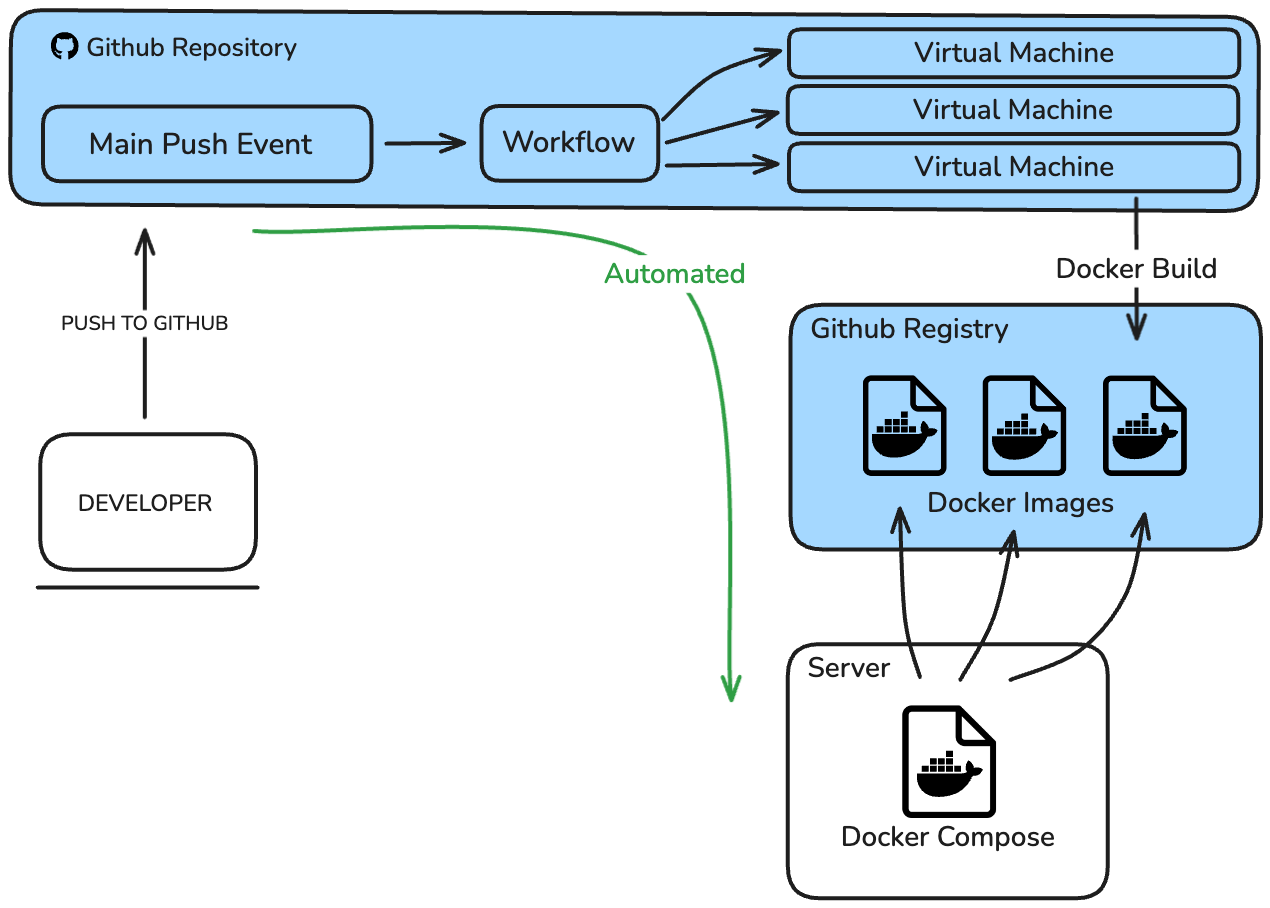 Github Repository
Main Push Event
Workflow
Virtual Machine
Virtual Machine
Virtual Machine
Automated
Docker Build
PUSH TO GITHUB
Github Registry
DEVELOPER
Docker Images
Server
Docker Compose